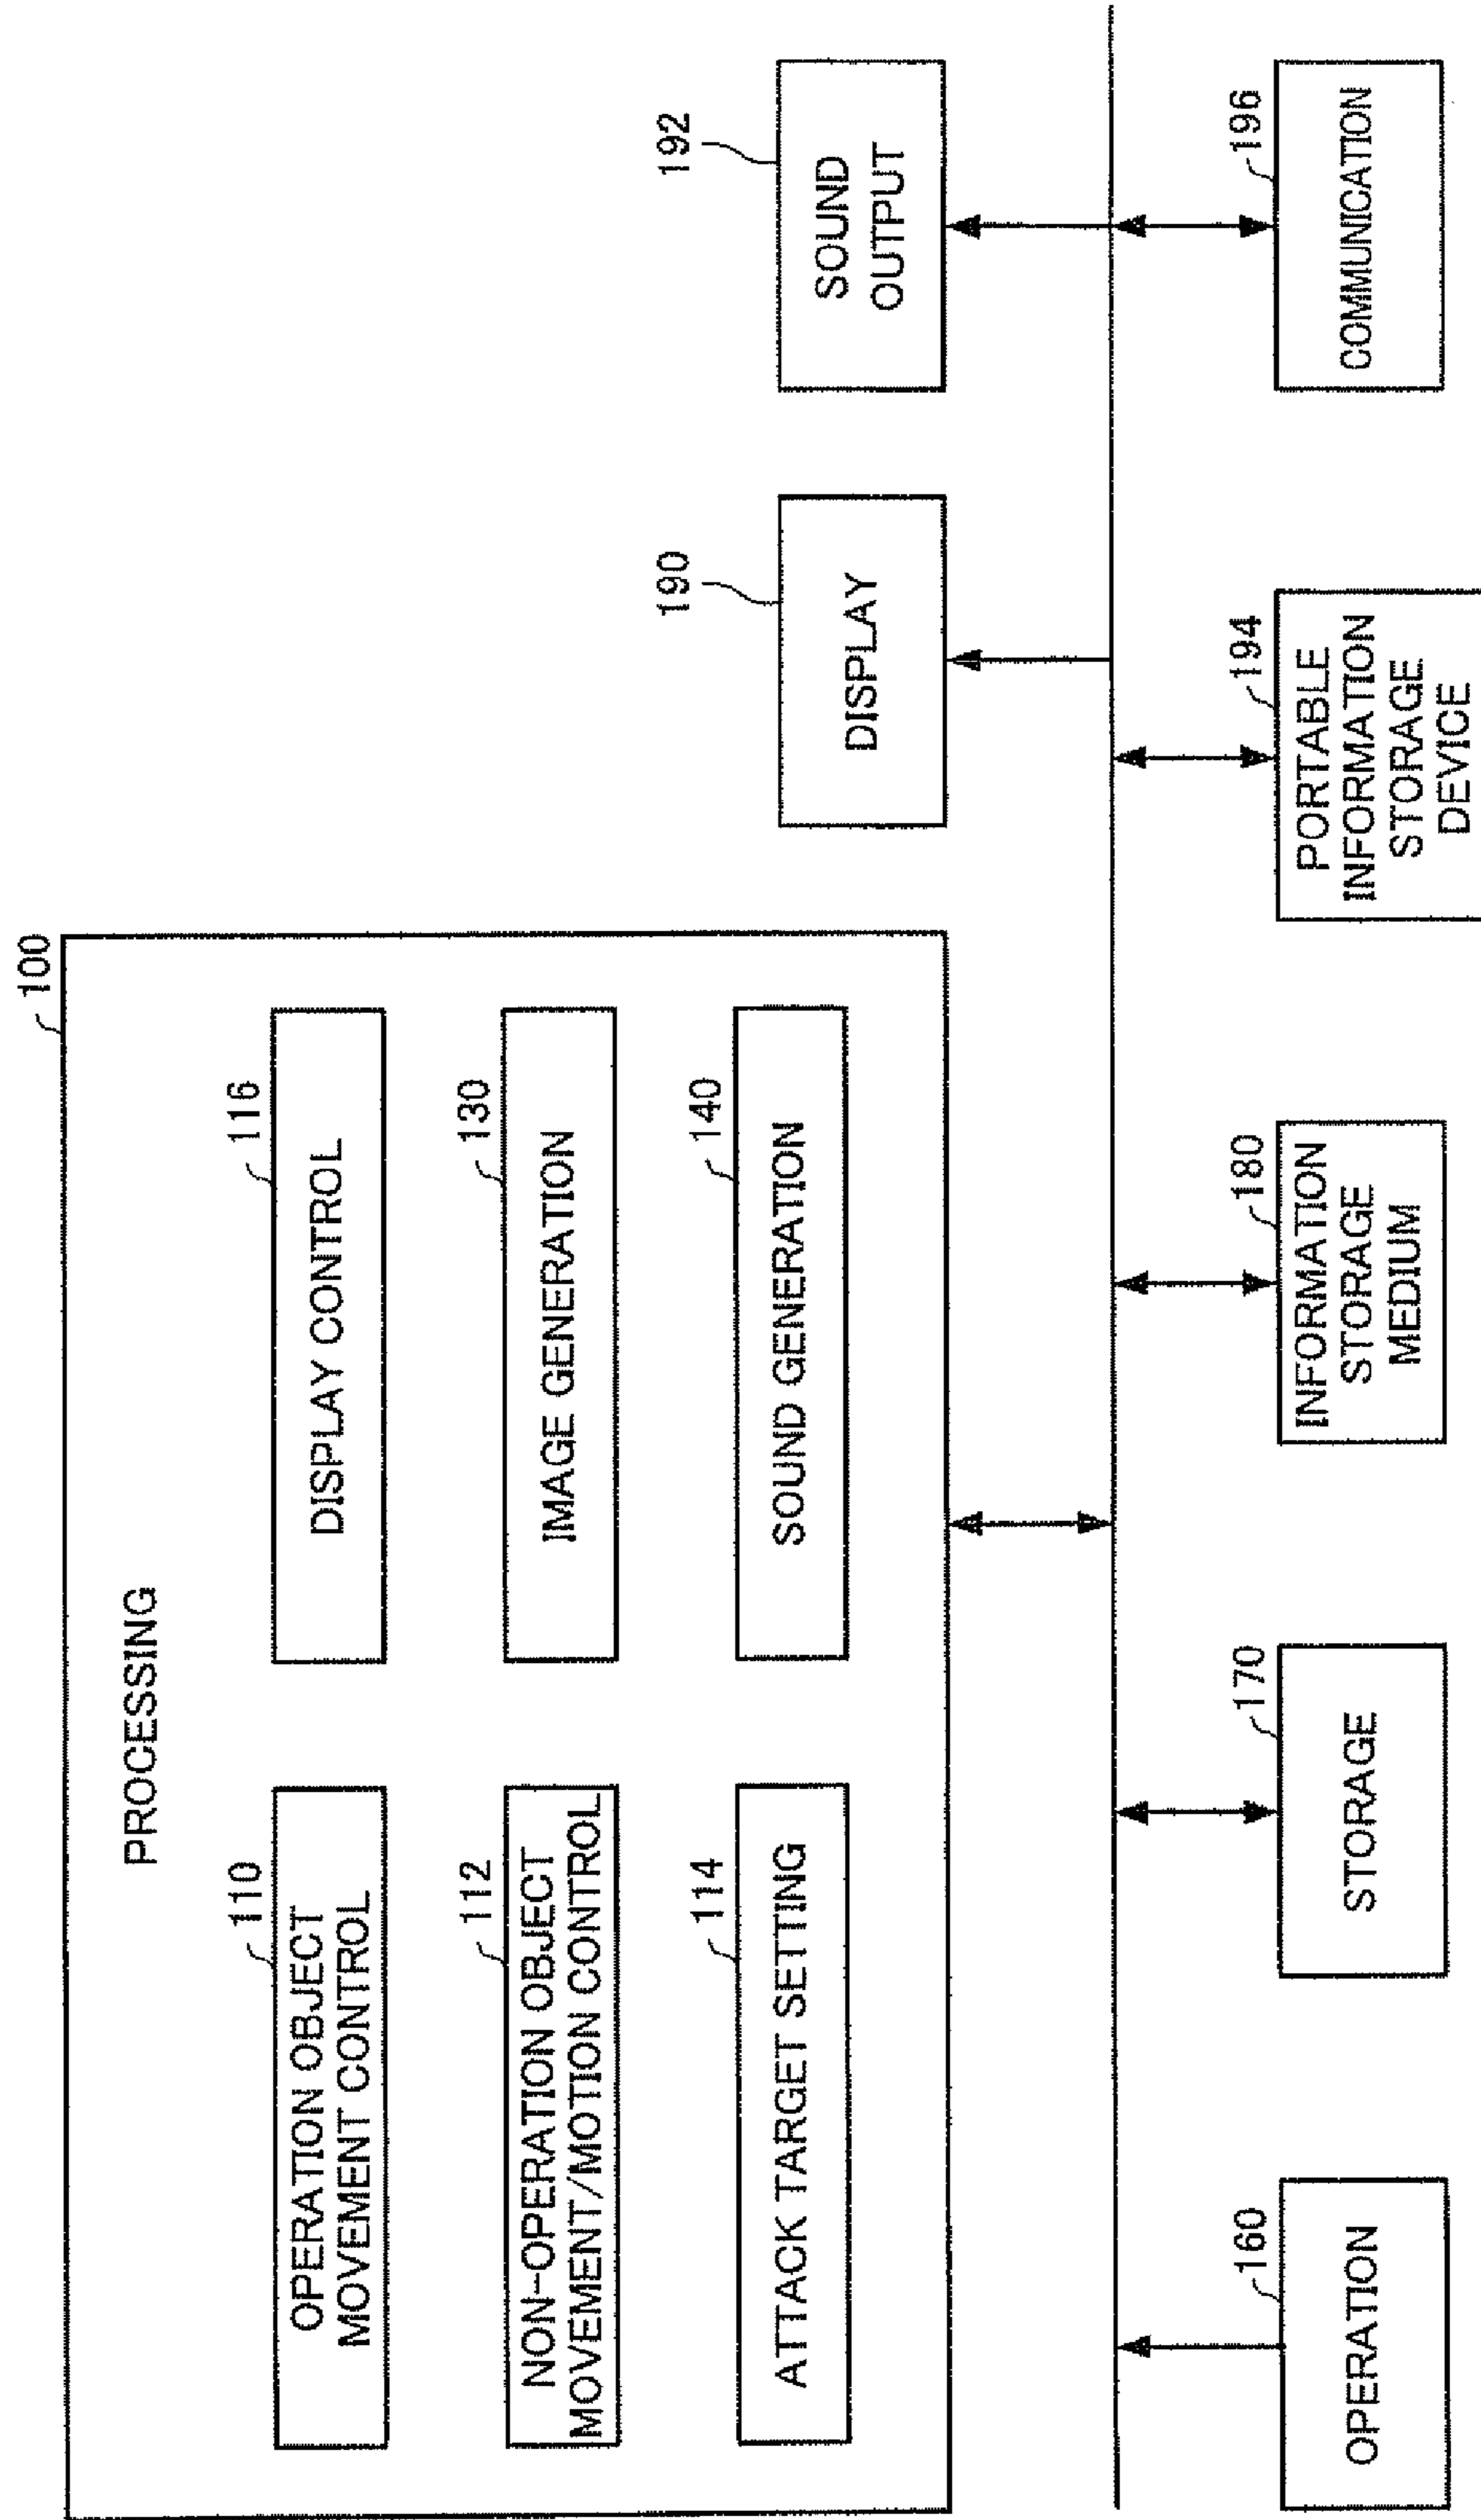 100
PROCESSING
110
OPERATION OBJECT
MOVEMENT CONTROL
116
DISPLAY CONTROL
112
NON-OPERATION OBJECT
MOVEMENT/MOTION CONTROL
130
IMAGE GENERATION
114
ATTACK TARGET SETTING
140
SOUND GENERATION
190
DISPLAY
192
SOUND
OUTPUT
160
OPERATION
170
STORAGE
180
INFORMATION
STORAGE
MEDIUM
194
PORTABLE
INFORMATION
STORAGE
DEVICE
196
COMMUNICATION